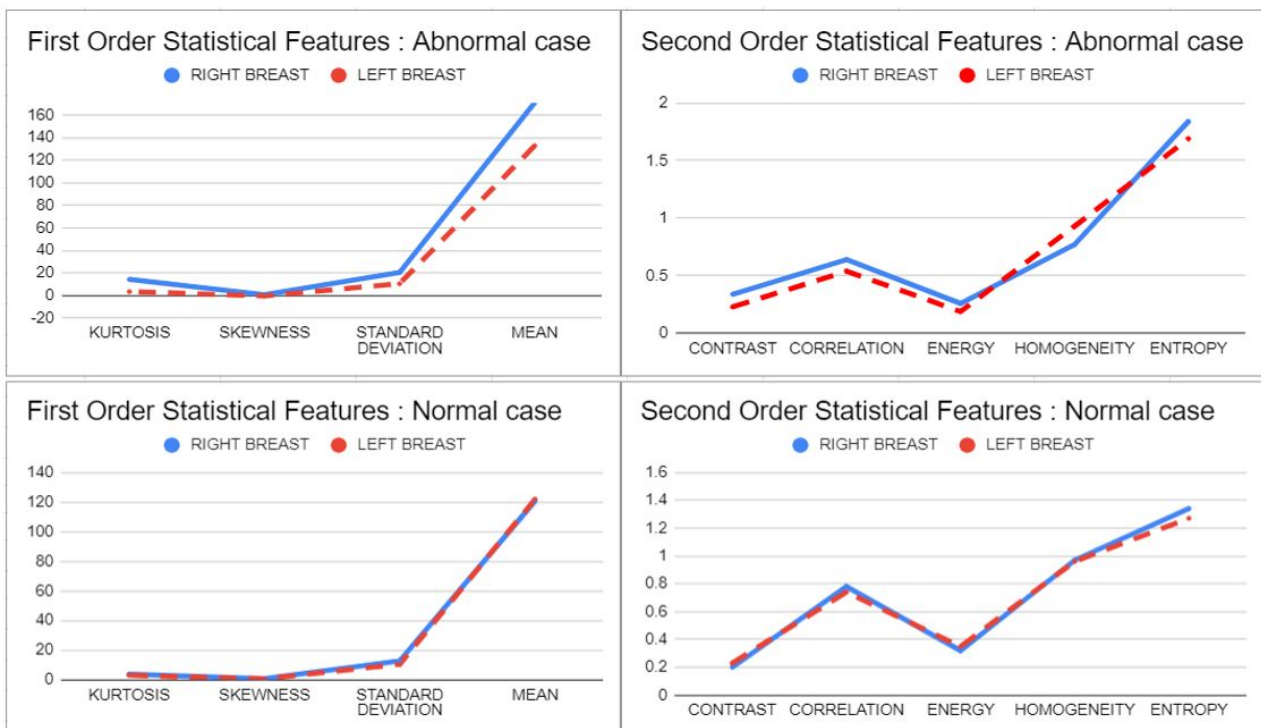 First Order Statistical Features : Abnormal case
RIGHT BREAST LEFT BREAST
160
140
120
100
80
60
40
20
0
-20
KURTOSIS SKEWNESS STANDARD DEVIATION MEAN
Second Order Statistical Features : Abnormal case
RIGHT BREAST LEFT BREAST
2
1.5
1
0.5
0
CONTRAST CORRELATION ENERGY HOMOGENEITY ENTROPY
First Order Statistical Features : Normal case
RIGHT BREAST LEFT BREAST
140
120
100
80
60
40
20
0
KURTOSIS SKEWNESS STANDARD DEVIATION MEAN
Second Order Statistical Features : Normal case
RIGHT BREAST LEFT BREAST
1.6
1.4
1.2
1
0.8
0.6
0.4
0.2
0
CONTRAST CORRELATION ENERGY HOMOGENEITY ENTROPY